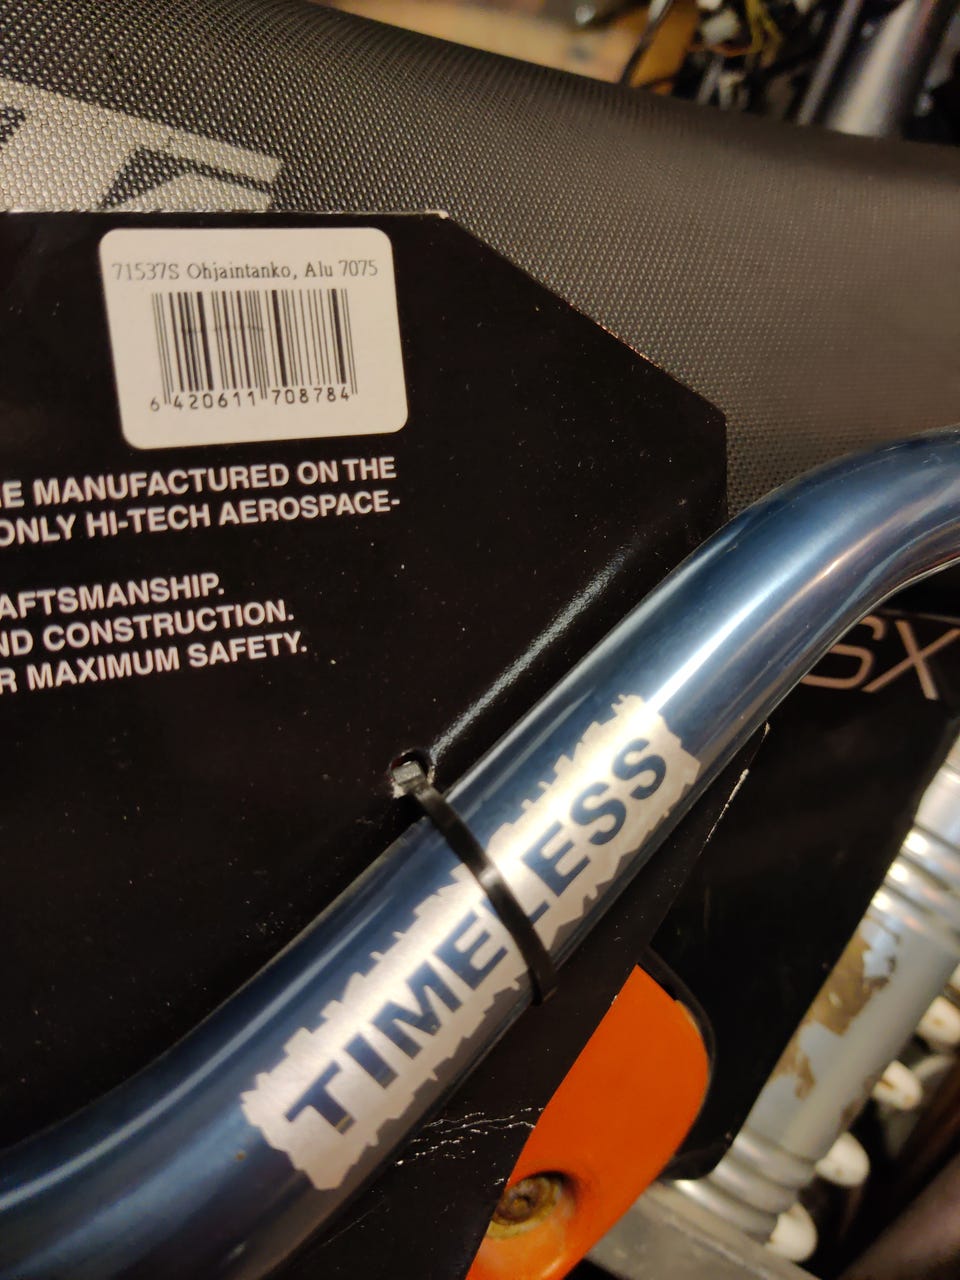 71537S Ohjaintanko, Alu 7075
6 420611 708784
MANUFACTURED ON THE
ONLY HI-TECH AEROSPACE-
AFTSMANSHIP.
ND CONSTRUCTION.
R MAXIMUM SAFETY.
SX
TIMELESS